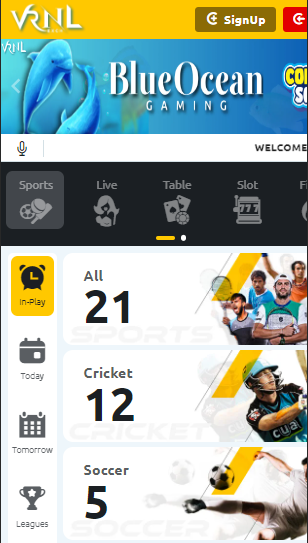 VRNL
SignUp
VRNL
BlueOcean
GAMING
WELCOME
Sports
Live
Table
Slot
In-Play
All
21
SPORTS
Today
Cricket
12
CRICKET
Tomorrow
Soccer
5
SOCCER
Leagues